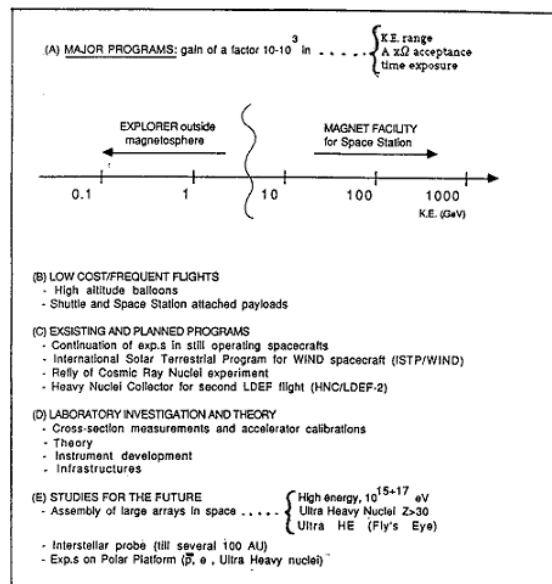 (A) MAJOR PROGRAMS: gain of a factor 10-10³ in . . . . . { K.E. range
A xΩ acceptance
time exposure
EXPLORER outside
magnetosphere
MAGNET FACILITY
for Space Station
0.1 1 10 100 1000
K.E. (GeV)
(B) LOW COST/FREQUENT FLIGHTS
- High altitude balloons
- Shuttle and Space Station attached payloads
(C) EXSISTING AND PLANNED PROGRAMS
- Continuation of exp.s in still operating spacecrafts
- International Solar Terrestrial Program for WIND spacecraft (ISTP/WIND)
- Refly of Cosmic Ray Nuclei experiment
- Heavy Nuclei Collector for second LDEF flight (HNC/LDEF-2)
(D) LABORATORY INVESTIGATION AND THEORY
- Cross-section measurements and accelerator calibrations
- Theory
- Instrument development
- Infrastructures
(E) STUDIES FOR THE FUTURE
- Assembly of large arrays in space . . . . . { High energy, 10¹⁵⁺¹⁷ eV
Ultra Heavy Nuclei Z>30
Ultra HE (Fly's Eye)
- Interstellar probe (till several 100 AU)
- Exp.s on Polar Platform (p̅, e , Ultra Heavy nuclei)